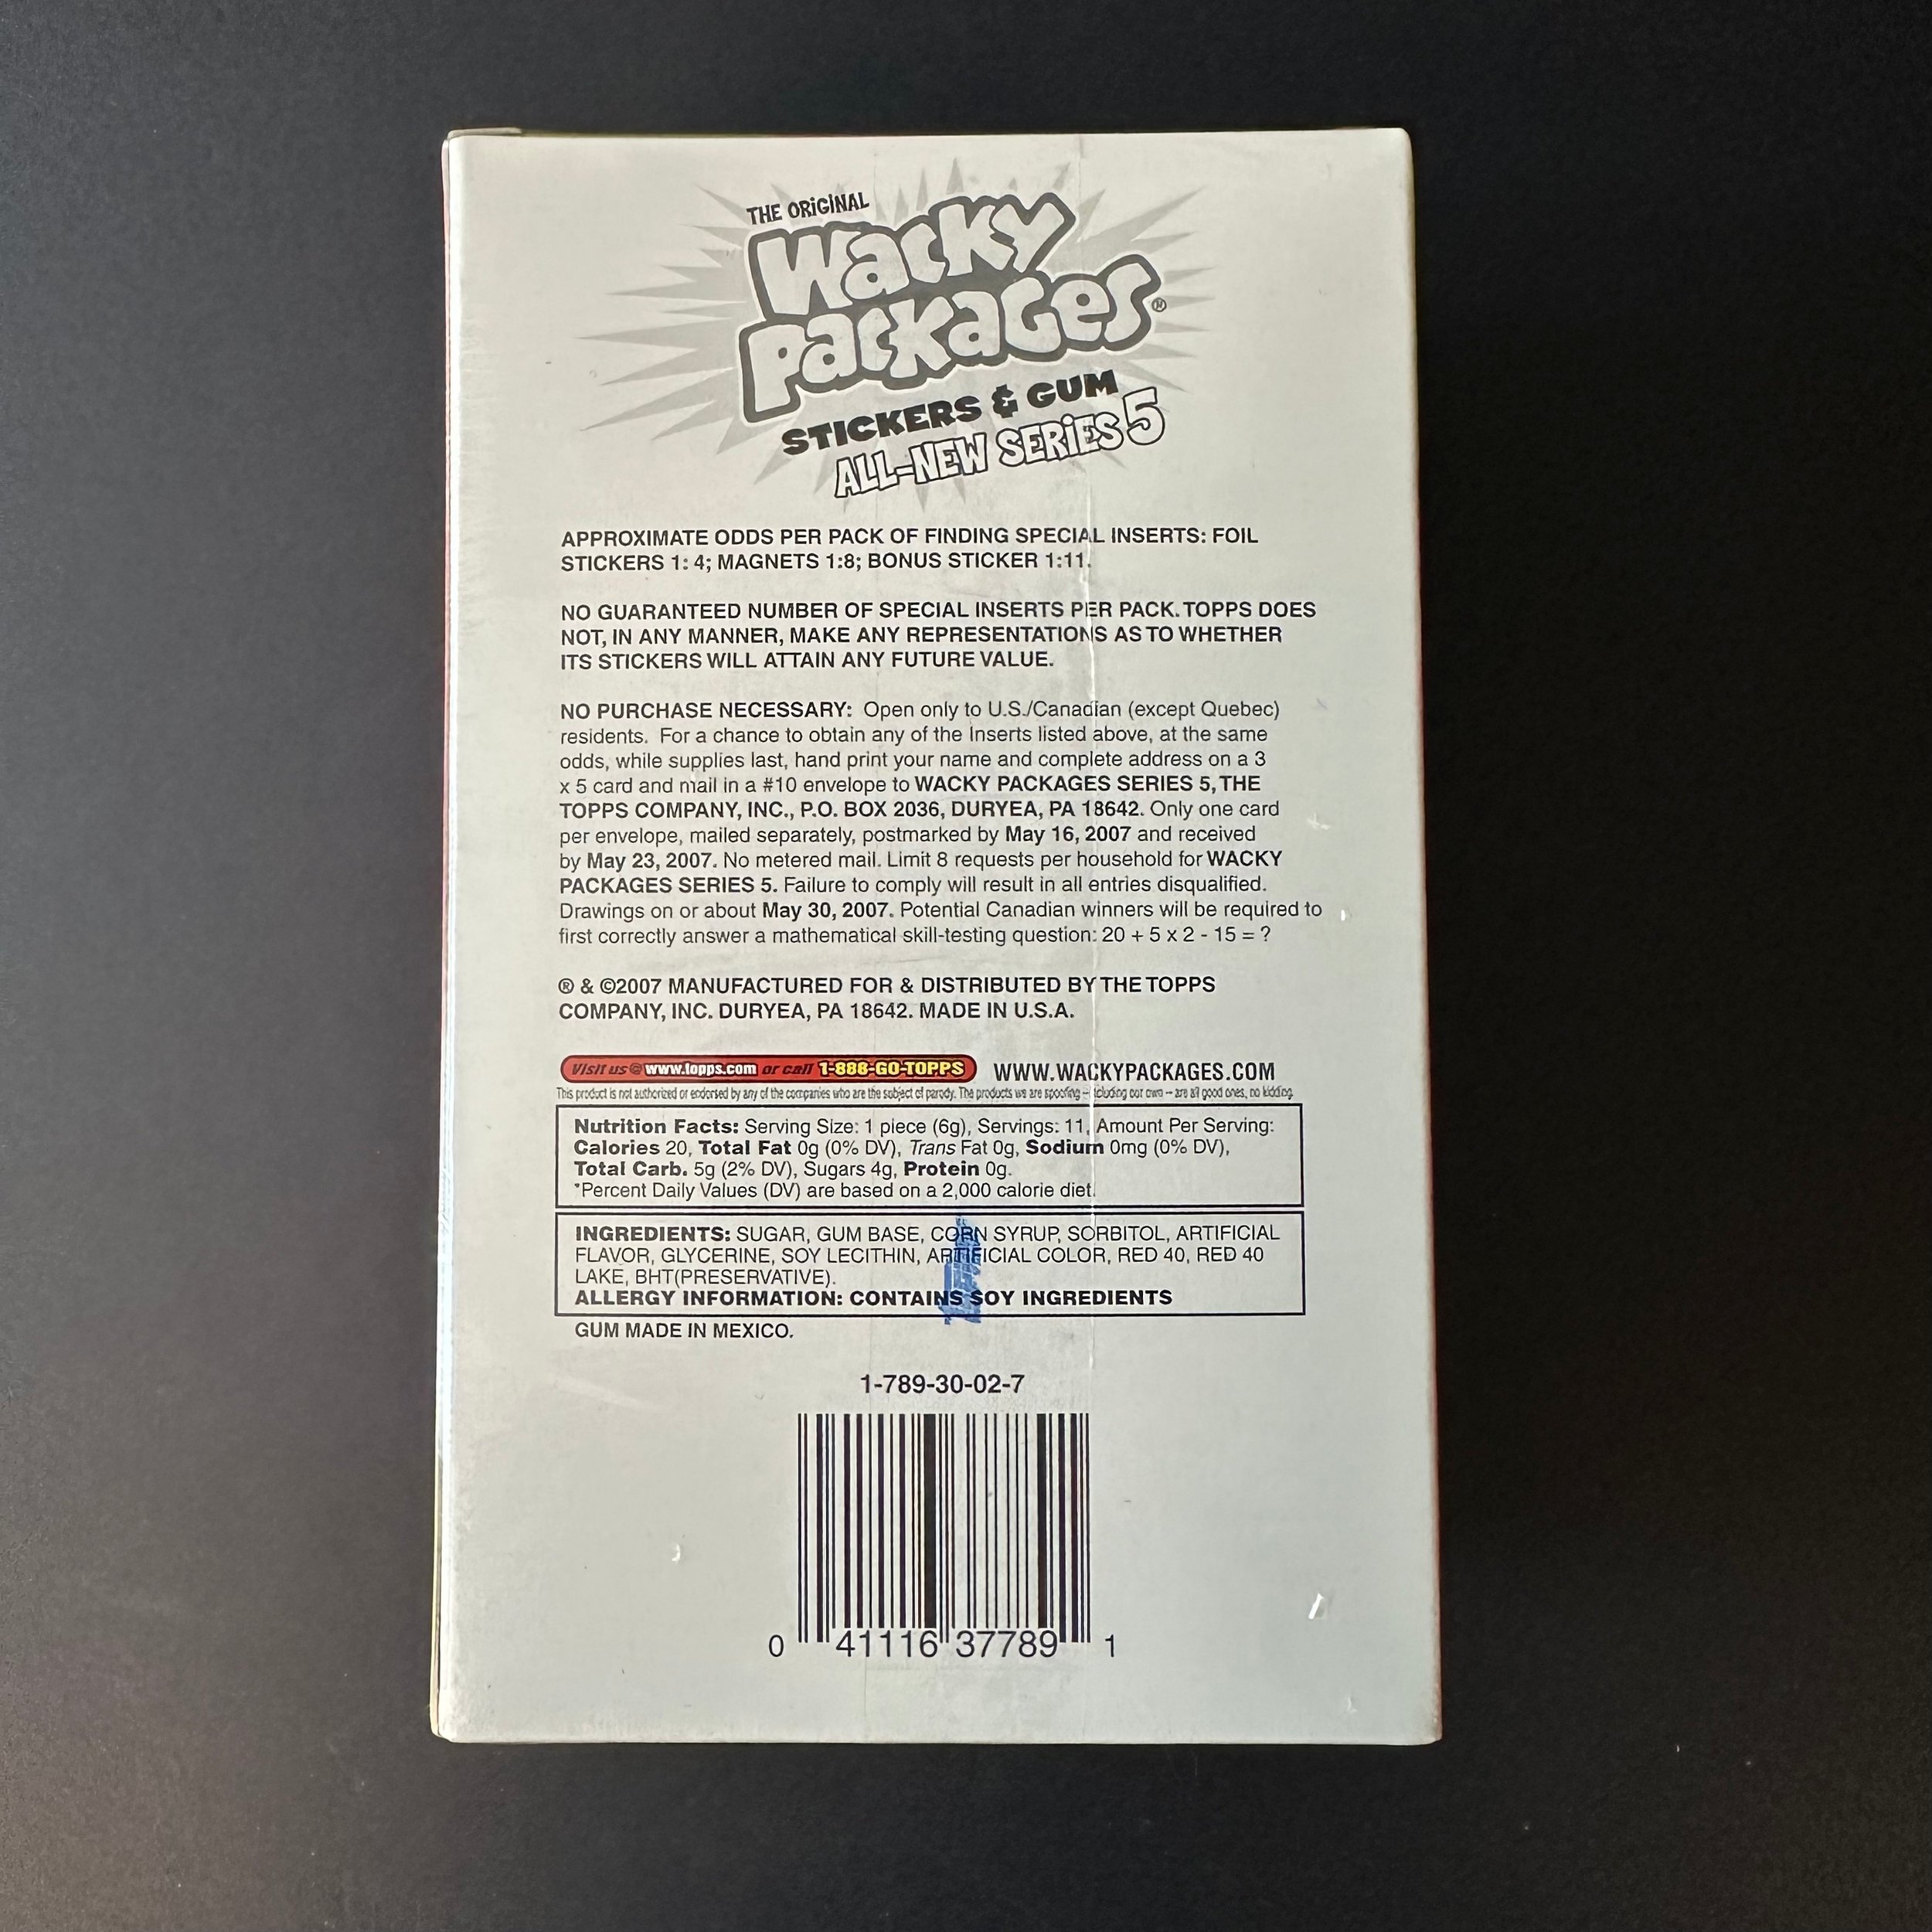 THE ORiGiNAL
Wacky
Packages®
STICKERS & GUM
ALL-NEW SERiES 5
APPROXIMATE ODDS PER PACK OF FINDING SPECIAL INSERTS: FOIL
STICKERS 1: 4; MAGNETS 1:8; BONUS STICKER 1:11.
NO GUARANTEED NUMBER OF SPECIAL INSERTS PER PACK. TOPPS DOES
NOT, IN ANY MANNER, MAKE ANY REPRESENTATIONS AS TO WHETHER
ITS STICKERS WILL ATTAIN ANY FUTURE VALUE.
NO PURCHASE NECESSARY: Open only to U.S./Canadian (except Quebec)
residents. For a chance to obtain any of the Inserts listed above, at the same
odds, while supplies last, hand print your name and complete address on a 3
x 5 card and mail in a #10 envelope to WACKY PACKAGES SERIES 5, THE
TOPPS COMPANY, INC., P.O. BOX 2036, DURYEA, PA 18642. Only one card
per envelope, mailed separately, postmarked by May 16, 2007 and received
by May 23, 2007. No metered mail. Limit 8 requests per household for WACKY
PACKAGES SERIES 5. Failure to comply will result in all entries disqualified.
Drawings on or about May 30, 2007. Potential Canadian winners will be required to
first correctly answer a mathematical skill-testing question: 20 + 5 x 2 - 15 = ?
® & ©2007 MANUFACTURED FOR & DISTRIBUTED BY THE TOPPS
COMPANY, INC. DURYEA, PA 18642. MADE IN U.S.A.
Visit us @ www.topps.com or call 1-888-GO-TOPPS WWW.WACKYPACKAGES.COM
This product is not authorized or endorsed by any of the companies who are the subject of parody. The products we are spoofing – icluding our own – are all good ones, no kidding.
Nutrition Facts: Serving Size: 1 piece (6g), Servings: 11, Amount Per Serving:
Calories 20, Total Fat 0g (0% DV), Trans Fat 0g, Sodium 0mg (0% DV),
Total Carb. 5g (2% DV), Sugars 4g, Protein 0g.
*Percent Daily Values (DV) are based on a 2,000 calorie diet.
INGREDIENTS: SUGAR, GUM BASE, CORN SYRUP, SORBITOL, ARTIFICIAL
FLAVOR, GLYCERINE, SOY LECITHIN, ARTIFICIAL COLOR, RED 40, RED 40
LAKE, BHT(PRESERVATIVE).
ALLERGY INFORMATION: CONTAINS SOY INGREDIENTS
GUM MADE IN MEXICO.
1-789-30-02-7
0 41116 37789 1